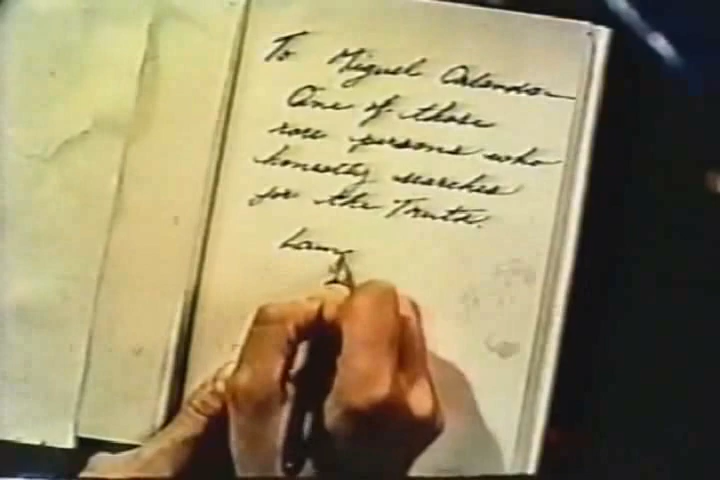 To Miguel
One of those
rare persons who
honestly searches
for the Truth.